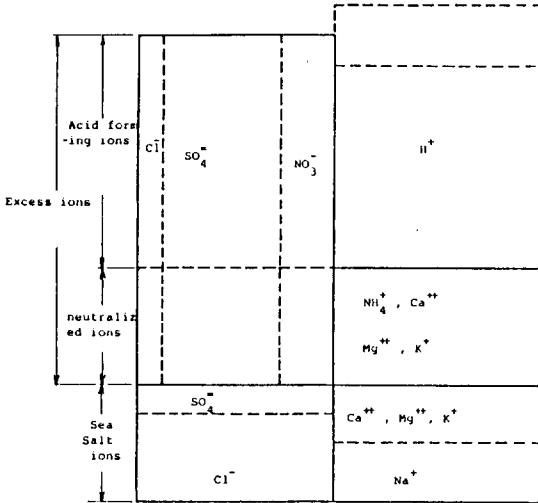 Acid form
-ing ions
Excess ions
neutraliz
ed ions
Sea
Salt
ions
Cl⁻
SO₄⁼
NO₃⁻
H⁺
NH₄⁺ , Ca⁺⁺
Mg⁺⁺ , K⁺
SO₄⁼
Ca⁺⁺ , Mg⁺⁺, K⁺
Cl⁻
Na⁺